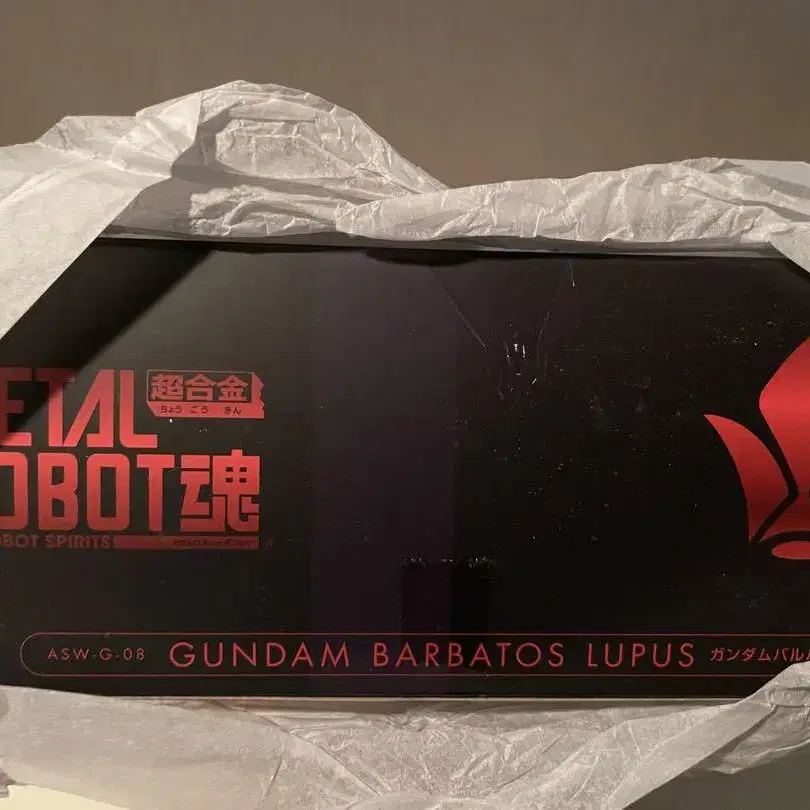 ETAL 超合金
ちょう ごう きん
OBOT魂
OBOT SPIRITS
ASW-G-08 GUNDAM BARBATOS LUPUS ガンダムバルバ